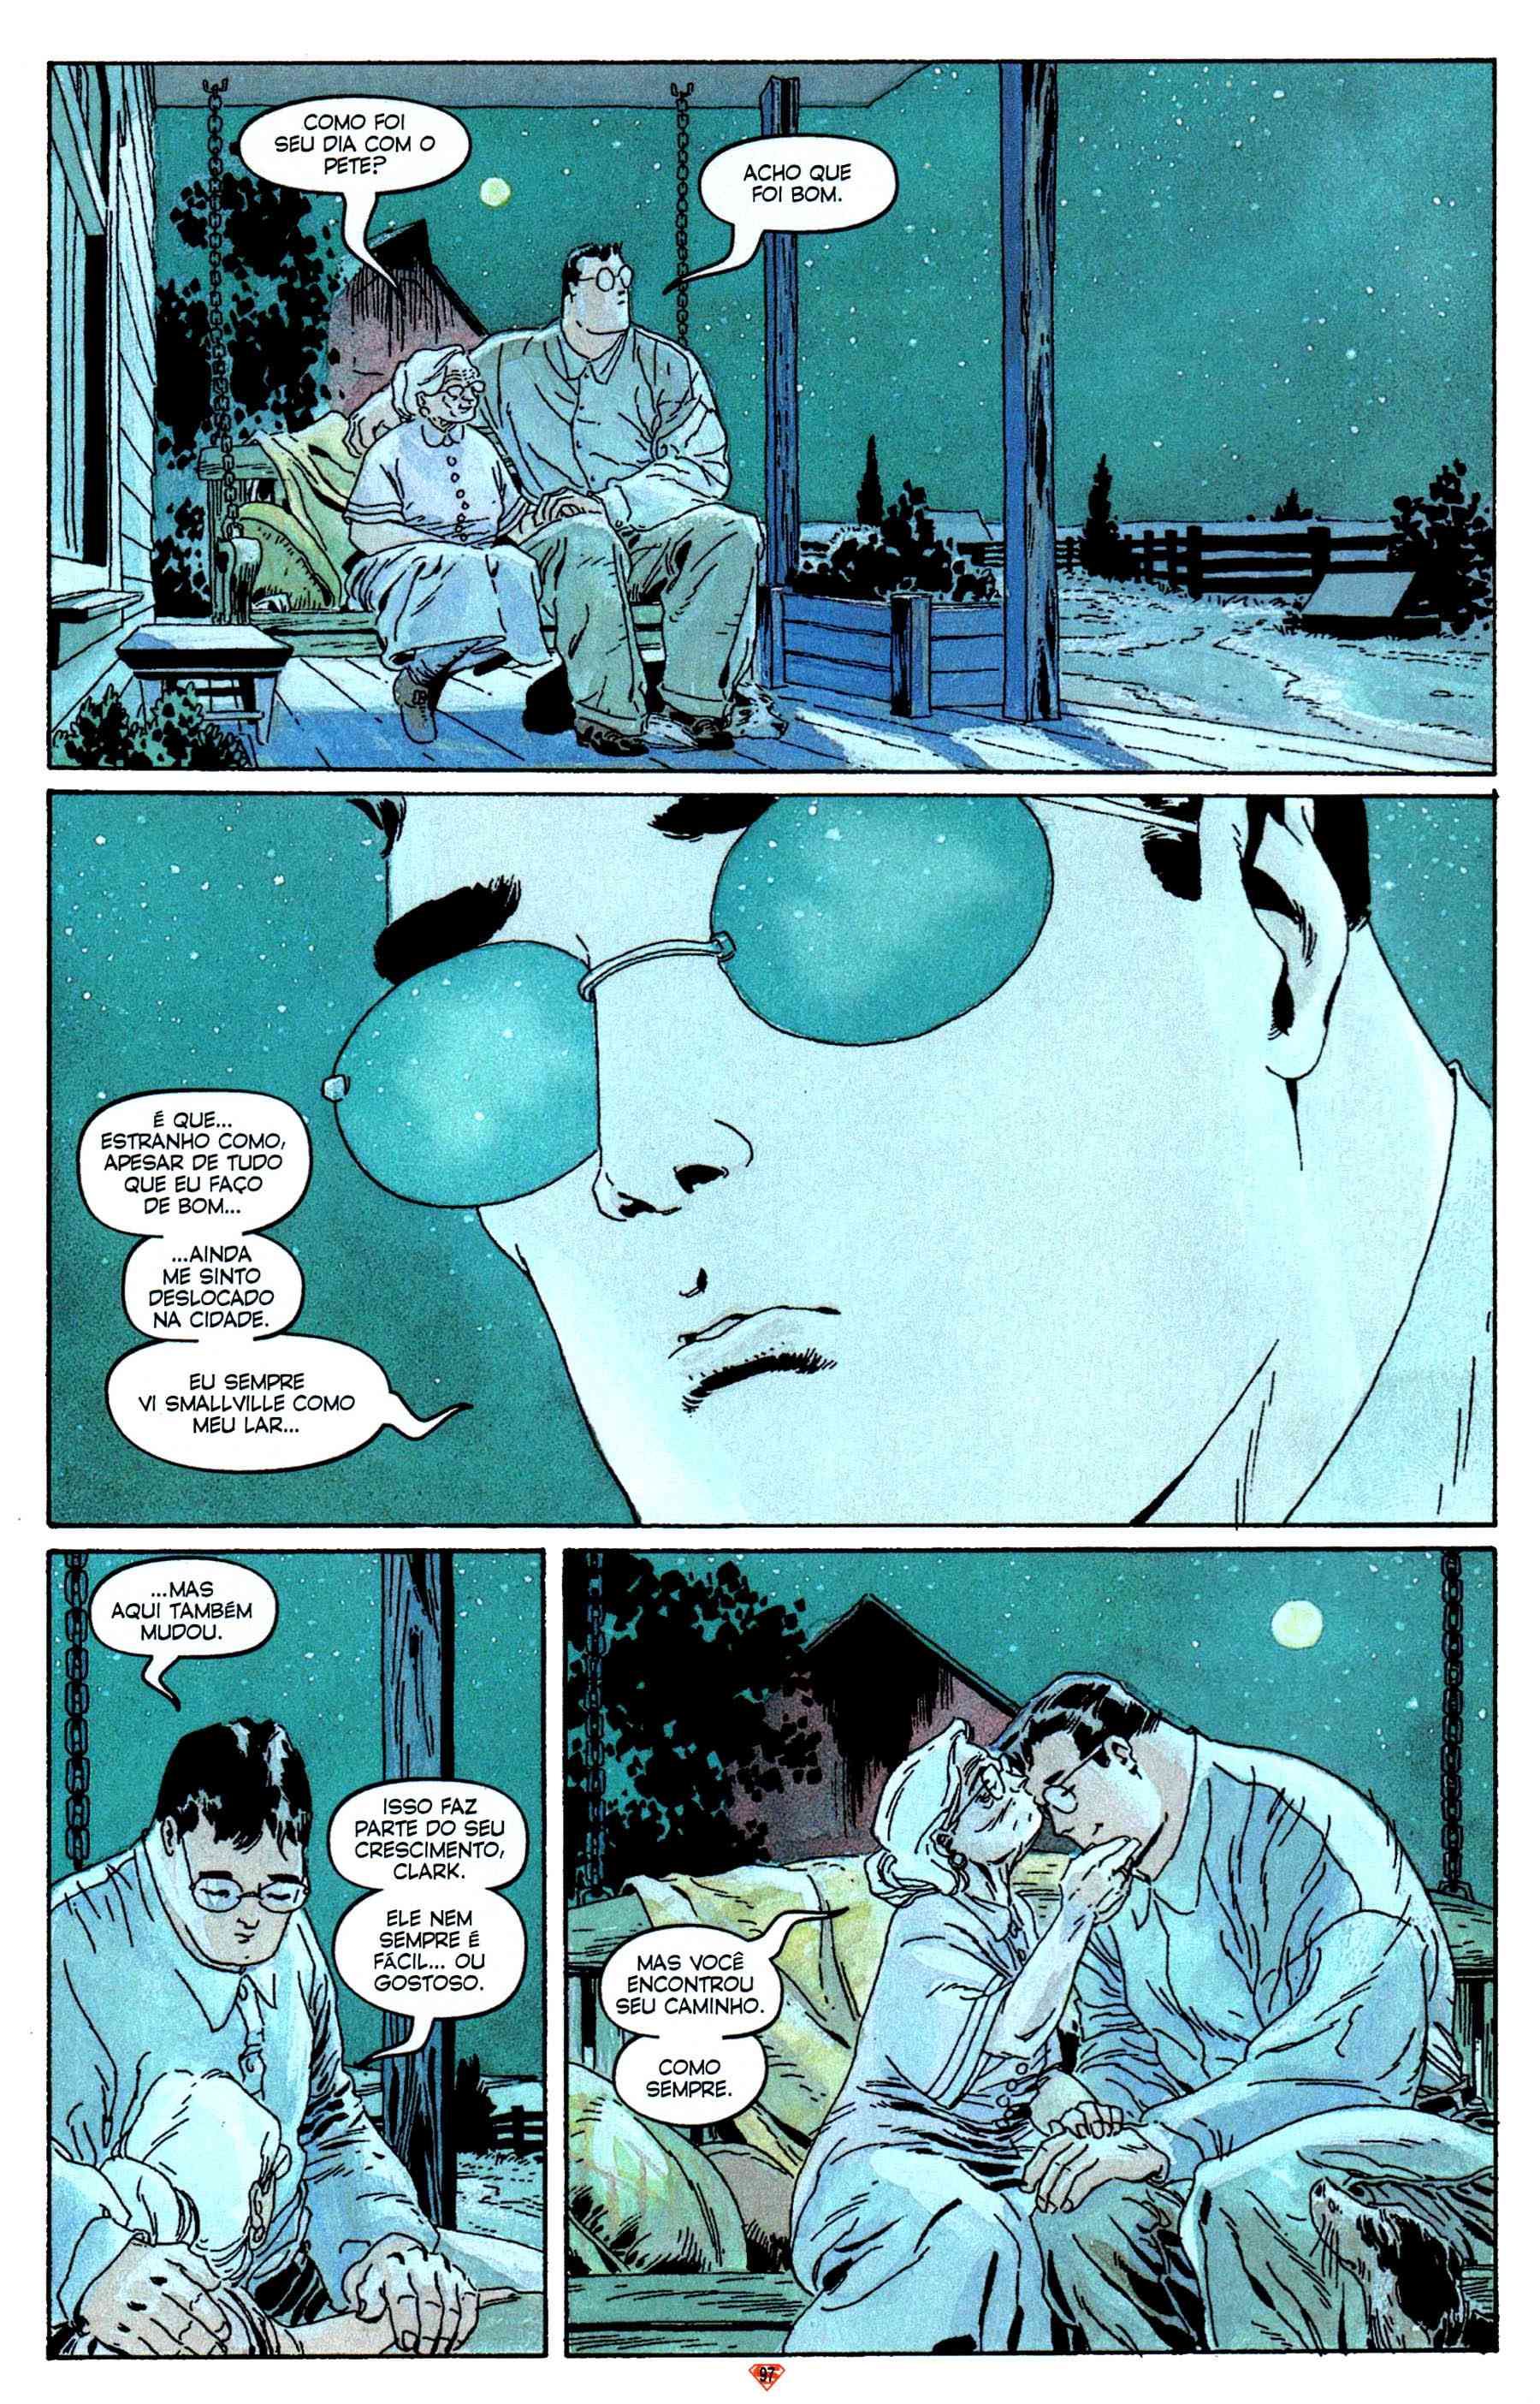 COMO FOI
SEU DIA COM O
PETE?
ACHO QUE
FOI BOM.
É QUE...
ESTRANHO COMO,
APESAR DE TUDO
QUE EU FAÇO
DE BOM...
...AINDA
ME SINTO
DESLOCADO
NA CIDADE.
EU SEMPRE
VI SMALLVILLE COMO
MEU LAR...
...MAS
AQUI TAMBÉM
MUDOU.
ISSO FAZ
PARTE DO SEU
CRESCIMENTO,
CLARK.
ELE NEM
SEMPRE É
FÁCIL... OU
GOSTOSO.
MAS VOCÊ
ENCONTROU
SEU CAMINHO.
COMO
SEMPRE.
97